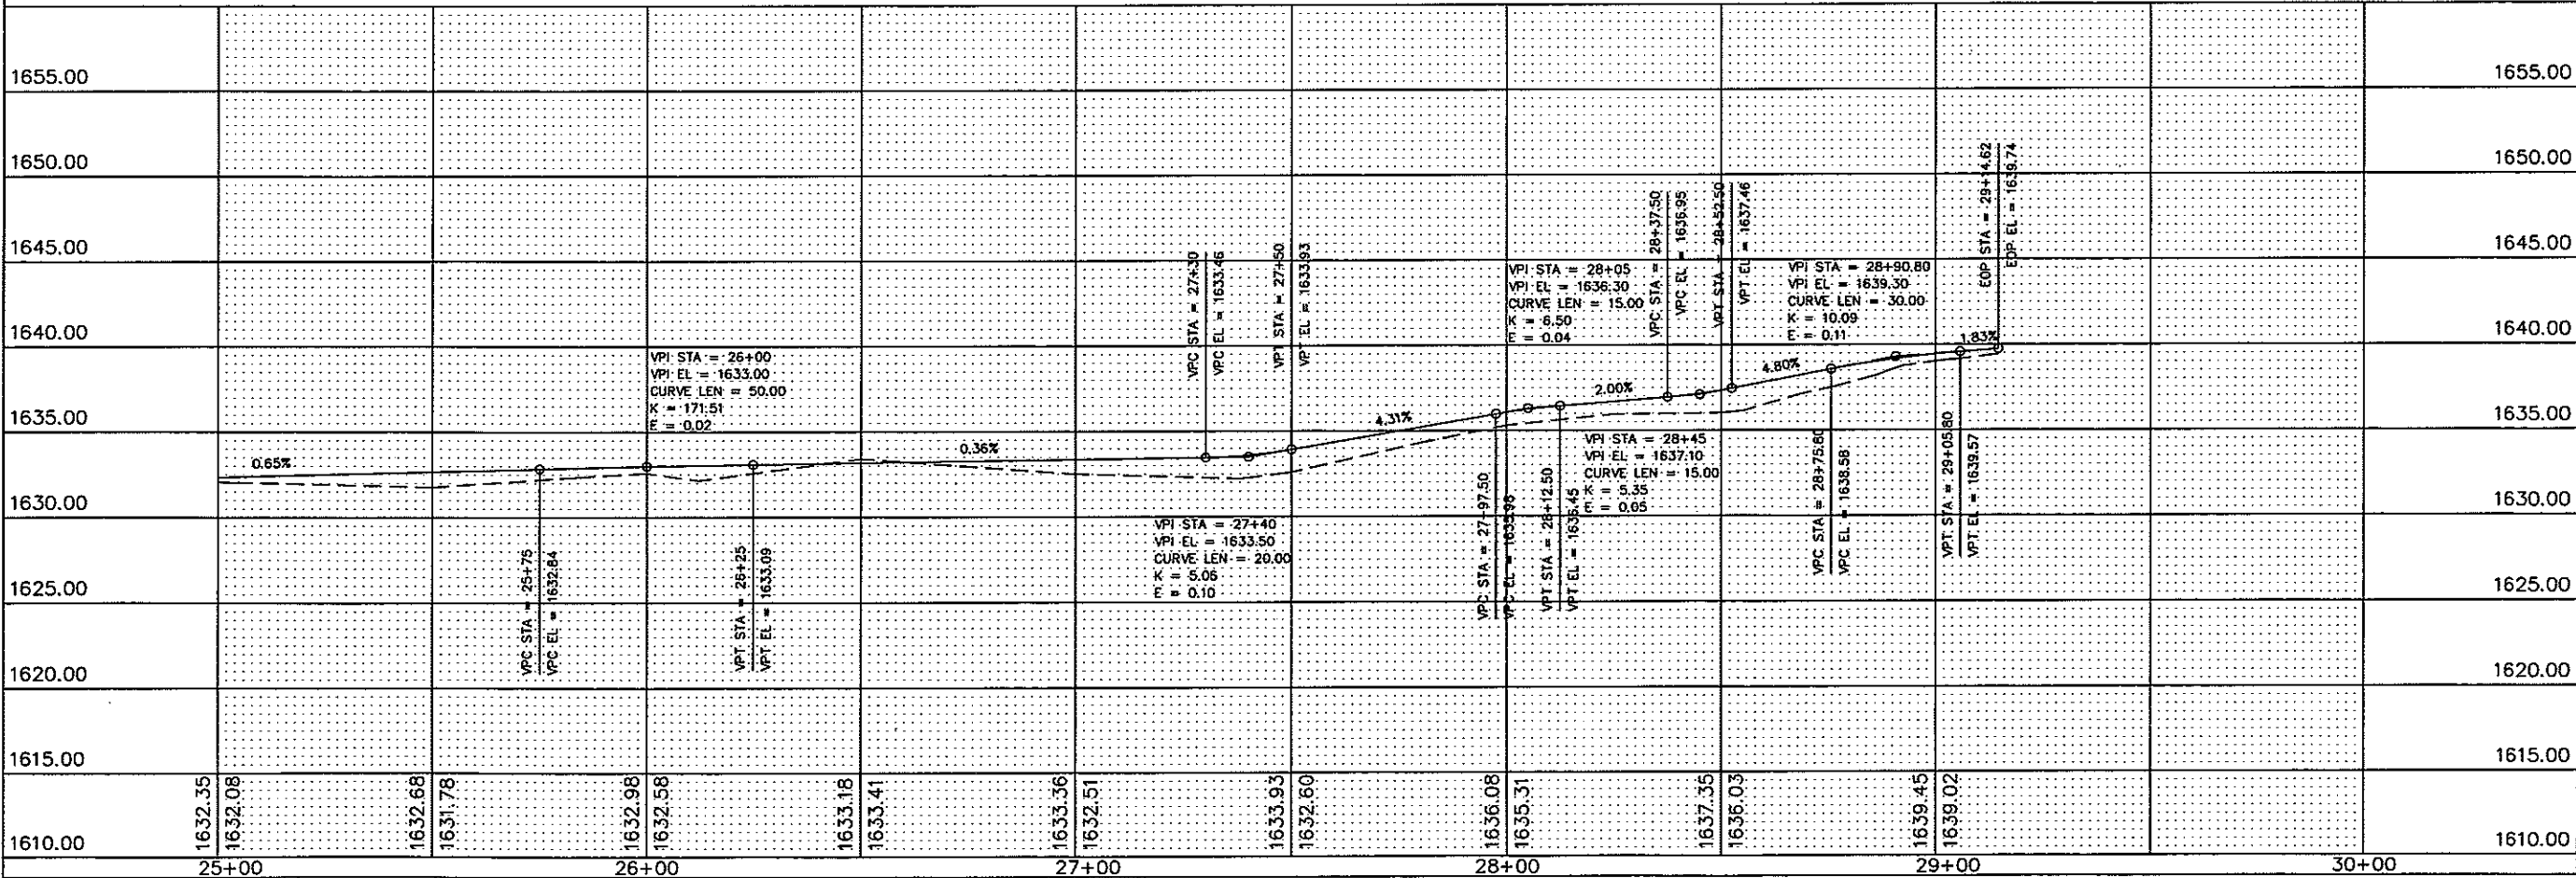 1655.00
1655.00
1650.00
1650.00
1645.00
1645.00
1640.00
1640.00
1635.00
1635.00
1630.00
1630.00
1625.00
1625.00
1620.00
1620.00
1615.00
1615.00
1610.00
1610.00
0.65%
VPC STA = 25+75
VPC EL = 1632.84
VPI STA = 26+00
VPI EL = 1633.00
CURVE LEN = 50.00
K = 171.51
E = 0.02
VPT STA = 26+25
VPT EL = 1633.09
0.36%
VPC STA = 27+30
VPC EL = 1633.46
VPI STA = 27+40
VPI EL = 1633.50
CURVE LEN = 20.00
K = 5.06
E = 0.10
VPT STA = 27+50
VPT EL = 1633.93
4.31%
VPC STA = 27+97.50
VPC EL = 1635.98
VPI STA = 28+05
VPI EL = 1636.30
CURVE LEN = 15.00
K = 6.50
E = 0.04
VPT STA = 28+12.50
VPT EL = 1636.45
2.00%
VPC STA = 28+37.50
VPC EL = 1636.95
VPI STA = 28+45
VPI EL = 1637.10
CURVE LEN = 15.00
K = 5.35
E = 0.05
VPT STA = 28+52.50
VPT EL = 1637.46
4.80%
VPC STA = 28+75.80
VPC EL = 1638.58
VPI STA = 28+90.80
VPI EL = 1639.30
CURVE LEN = 30.00
K = 10.09
E = 0.11
VPT STA = 29+05.80
VPT EL = 1639.57
1.83%
EOP STA = 29+14.62
EOP EL = 1639.74
1632.35
1632.08
1632.68
1631.78
1632.98
1632.58
1633.18
1633.41
1633.36
1632.51
1633.93
1632.60
1636.08
1635.31
1637.35
1636.03
1639.45
1639.02
25+00
26+00
27+00
28+00
29+00
30+00